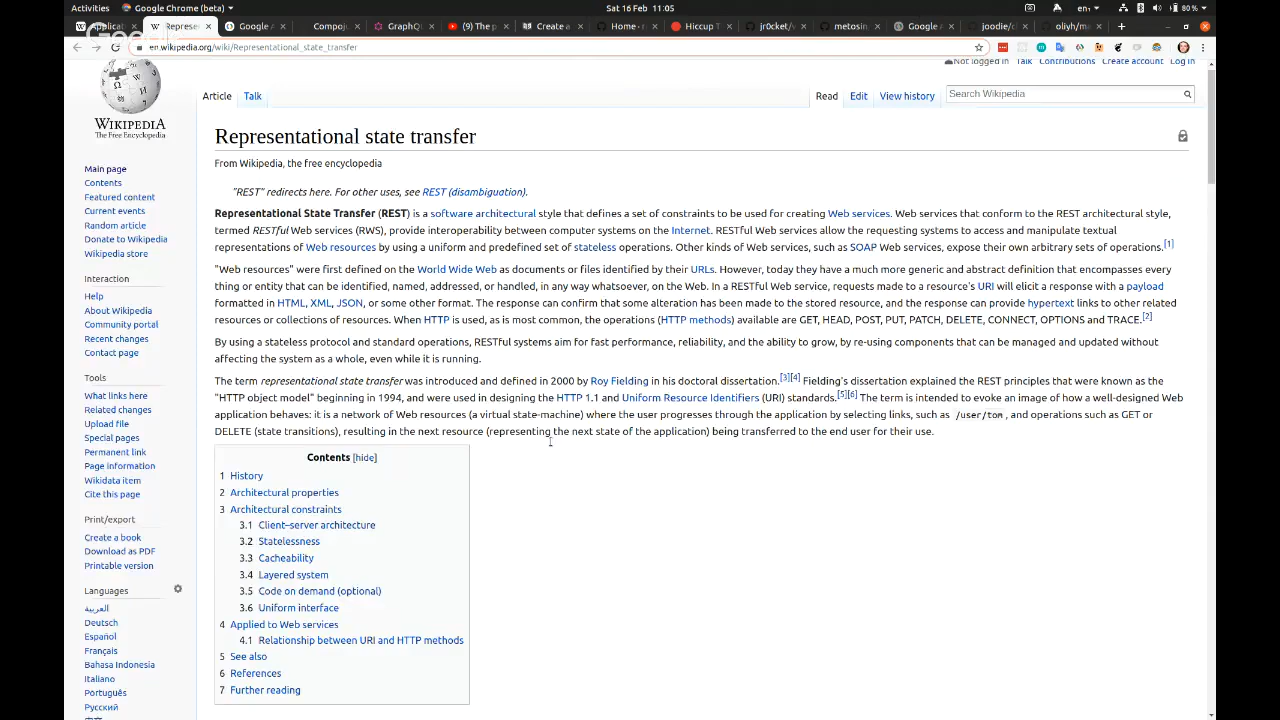 Activities
Google Chrome (beta)
Sat 16 Feb 11:05
en
80 %
Represe
Google
Compoj
GraphQ
(9) The p
Create a
Home
Hiccup T
jr0cket/
metosin
Google
joodie/c
oliyh/m
en.wikipedia.org/wiki/Representational_state_transfer
Not logged in Talk Contributions Create account Log in
WIKIPEDIA
The Free Encyclopedia
Article Talk
Read Edit View history
Search Wikipedia
Main page
Contents
Featured content
Current events
Random article
Donate to Wikipedia
Wikipedia store
Interaction
Help
About Wikipedia
Community portal
Recent changes
Contact page
Tools
What links here
Related changes
Upload file
Special pages
Permanent link
Page information
Wikidata item
Cite this page
Print/export
Create a book
Download as PDF
Printable version
Languages
العربية
Deutsch
Español
Français
Bahasa Indonesia
Italiano
Português
Русский
Representational state transfer
From Wikipedia, the free encyclopedia
"REST" redirects here. For other uses, see REST (disambiguation).
Representational State Transfer (REST) is a software architectural style that defines a set of constraints to be used for creating Web services. Web services that conform to the REST architectural style,
termed RESTful Web services (RWS), provide interoperability between computer systems on the Internet. RESTful Web services allow the requesting systems to access and manipulate textual
representations of Web resources by using a uniform and predefined set of stateless operations. Other kinds of Web services, such as SOAP Web services, expose their own arbitrary sets of operations.[1]
"Web resources" were first defined on the World Wide Web as documents or files identified by their URLs. However, today they have a much more generic and abstract definition that encompasses every
thing or entity that can be identified, named, addressed, or handled, in any way whatsoever, on the Web. In a RESTful Web service, requests made to a resource's URI will elicit a response with a payload
formatted in HTML, XML, JSON, or some other format. The response can confirm that some alteration has been made to the stored resource, and the response can provide hypertext links to other related
resources or collections of resources. When HTTP is used, as is most common, the operations (HTTP methods) available are GET, HEAD, POST, PUT, PATCH, DELETE, CONNECT, OPTIONS and TRACE.[2]
By using a stateless protocol and standard operations, RESTful systems aim for fast performance, reliability, and the ability to grow, by re-using components that can be managed and updated without
affecting the system as a whole, even while it is running.
The term representational state transfer was introduced and defined in 2000 by Roy Fielding in his doctoral dissertation.[3][4] Fielding's dissertation explained the REST principles that were known as the
"HTTP object model" beginning in 1994, and were used in designing the HTTP 1.1 and Uniform Resource Identifiers (URI) standards.[5][6] The term is intended to evoke an image of how a well-designed Web
application behaves: it is a network of Web resources (a virtual state-machine) where the user progresses through the application by selecting links, such as /user/tom , and operations such as GET or
DELETE (state transitions), resulting in the next resource (representing the next state of the application) being transferred to the end user for their use.
Contents [hide]
1 History
2 Architectural properties
3 Architectural constraints
3.1 Client–server architecture
3.2 Statelessness
3.3 Cacheability
3.4 Layered system
3.5 Code on demand (optional)
3.6 Uniform interface
4 Applied to Web services
4.1 Relationship between URI and HTTP methods
5 See also
6 References
7 Further reading